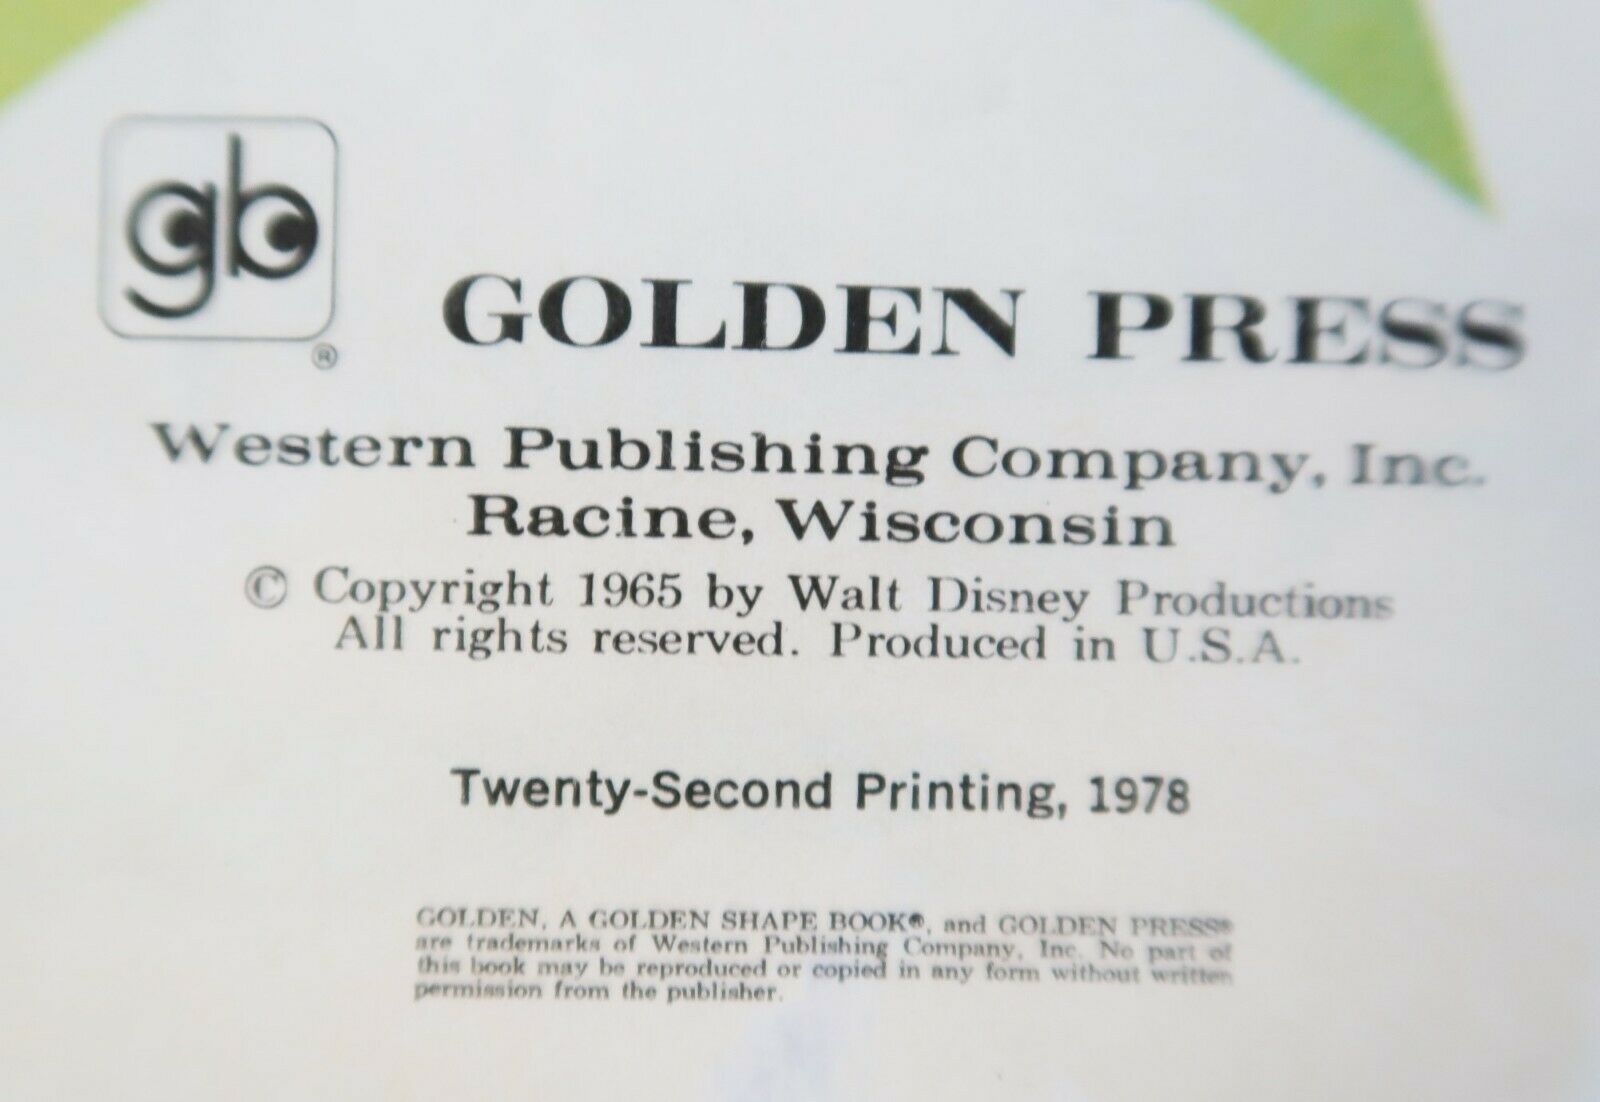 gb
®
GOLDEN PRESS
Western Publishing Company, Inc.
Racine, Wisconsin
© Copyright 1965 by Walt Disney Productions
All rights reserved. Produced in U.S.A.
Twenty-Second Printing, 1978
GOLDEN, A GOLDEN SHAPE BOOK®, and GOLDEN PRESS®
are trademarks of Western Publishing Company, Inc. No part of
this book may be reproduced or copied in any form without written
permission from the publisher.